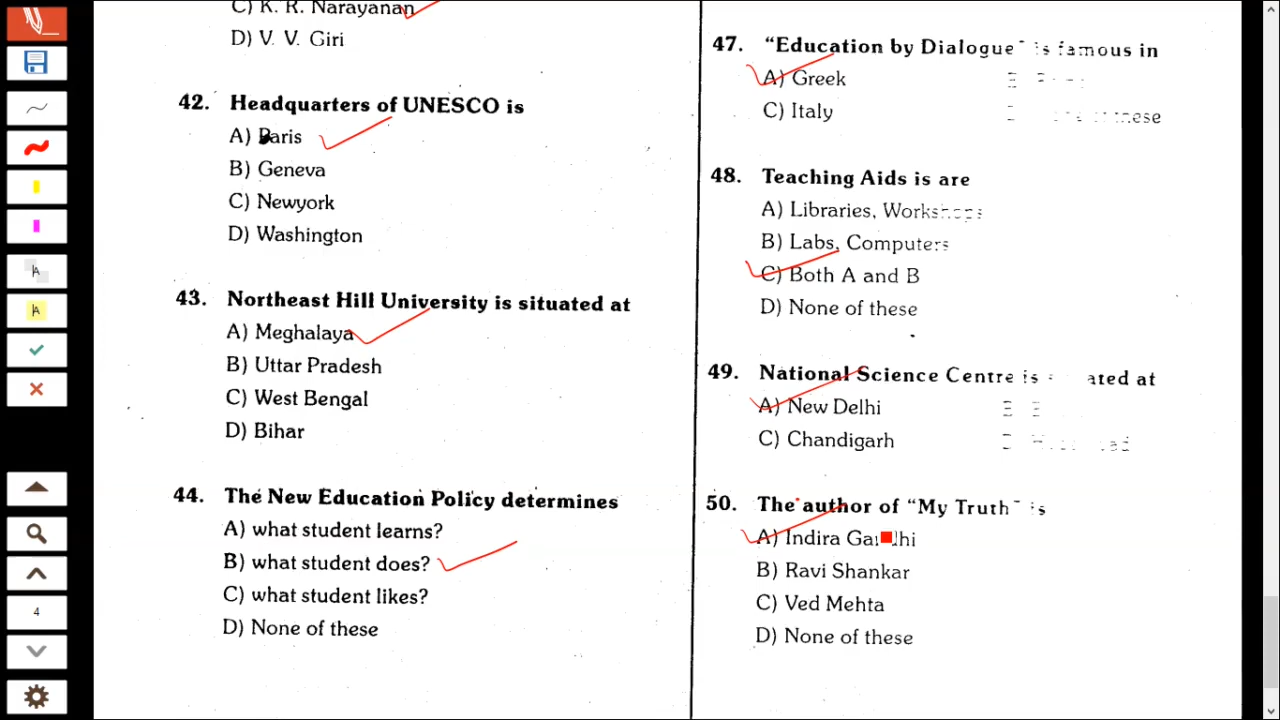 C) K. R. Narayanan
D) V. V. Giri
42. Headquarters of UNESCO is
A) Paris
B) Geneva
C) Newyork
D) Washington
43. Northeast Hill University is situated at
A) Meghalaya
B) Uttar Pradesh
C) West Bengal
D) Bihar
44. The New Education Policy determines
A) what student learns?
B) what student does?
C) what student likes?
D) None of these
47. "Education by Dialogue" is famous in
A) Greek
C) Italy
these
48. Teaching Aids is are
A) Libraries, Workshops
B) Labs, Computers
C) Both A and B
D) None of these
49. National Science Centre is
A) New Delhi
C) Chandigarh
50. The author of "My Truth" is
A) Indira Gandhi
B) Ravi Shankar
C) Ved Mehta
D) None of these
4